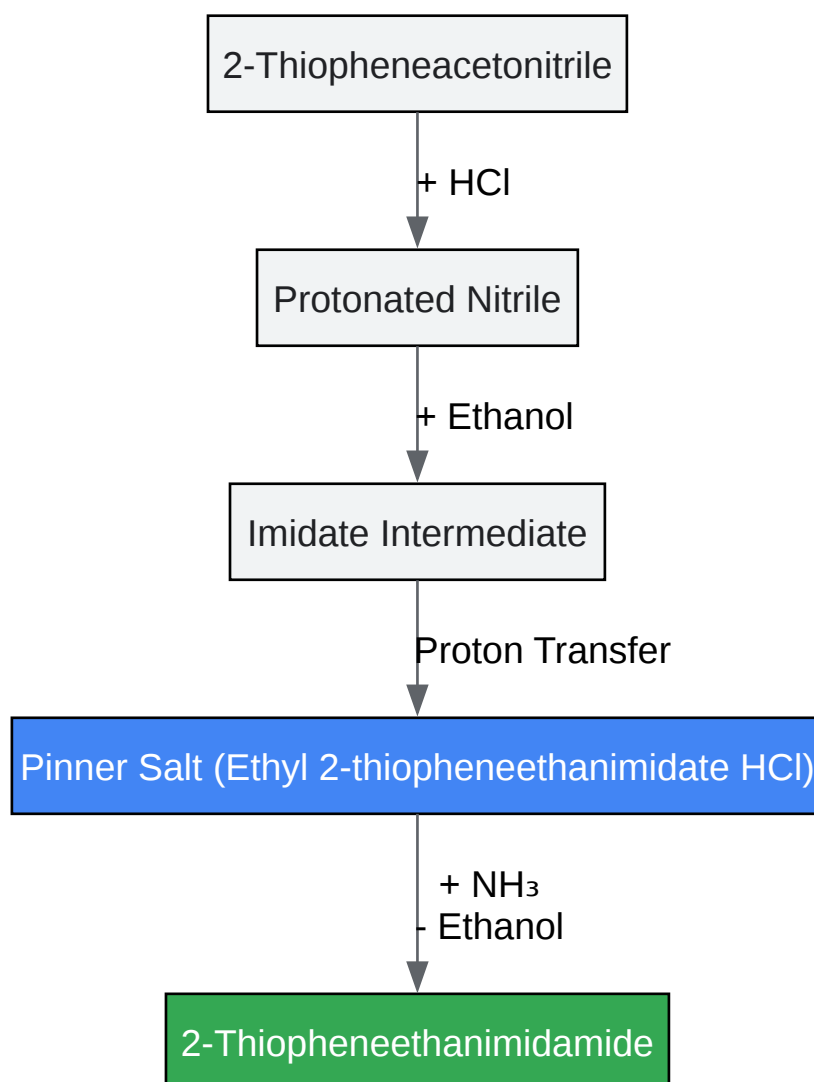 2-Thiopheneacetonitrile
+ HCl
Protonated Nitrile
+ Ethanol
Imidate Intermediate
Proton Transfer
Pinner Salt (Ethyl 2-thiopheneethanimidate HCl)
+ NH₃
- Ethanol
2-Thiopheneethanimidamide